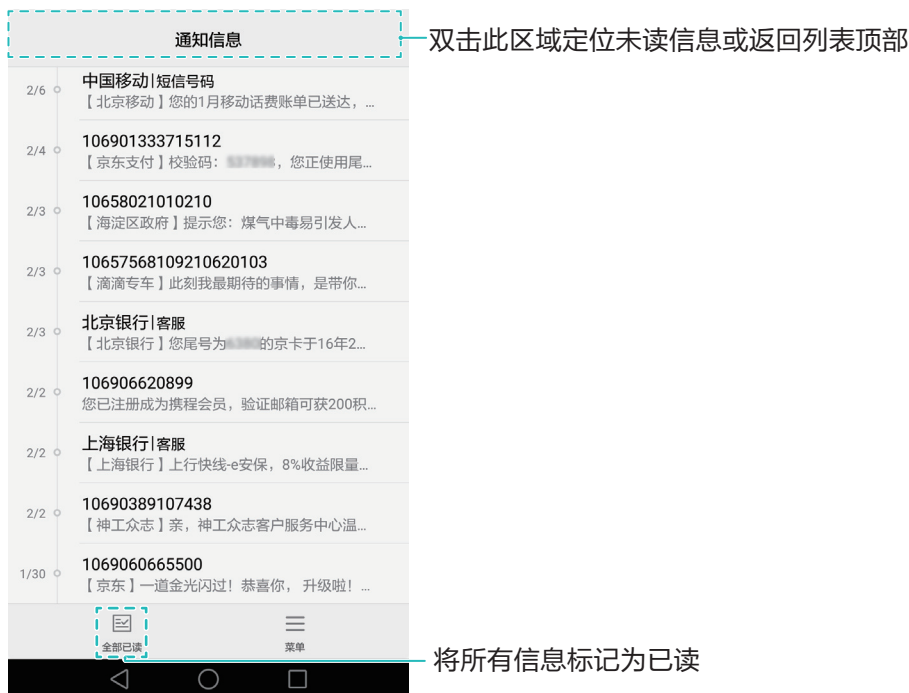 通知信息
双击此区域定位未读信息或返回列表顶部
2/6
中国移动|短信号码
【北京移动】您的1月移动话费账单已送达，...
2/4
106901333715112
【京东支付】校验码： ，您正使用尾...
2/3
10658021010210
【海淀区政府】提示您：煤气中毒易引发人...
2/3
10657568109210620103
【滴滴专车】此刻我最期待的事情，是带你...
2/3
北京银行|客服
【北京银行】您尾号为 的京卡于16年2...
2/2
106906620899
您已注册成为携程会员，验证邮箱可获200积...
2/2
上海银行|客服
【上海银行】上行快线-e安保，8%收益限量...
2/2
10690389107438
【神工众志】亲，神工众志客户服务中心温...
1/30
1069060665500
【京东】一道金光闪过！恭喜你， 升级啦！...
全部已读
菜单
将所有信息标记为已读